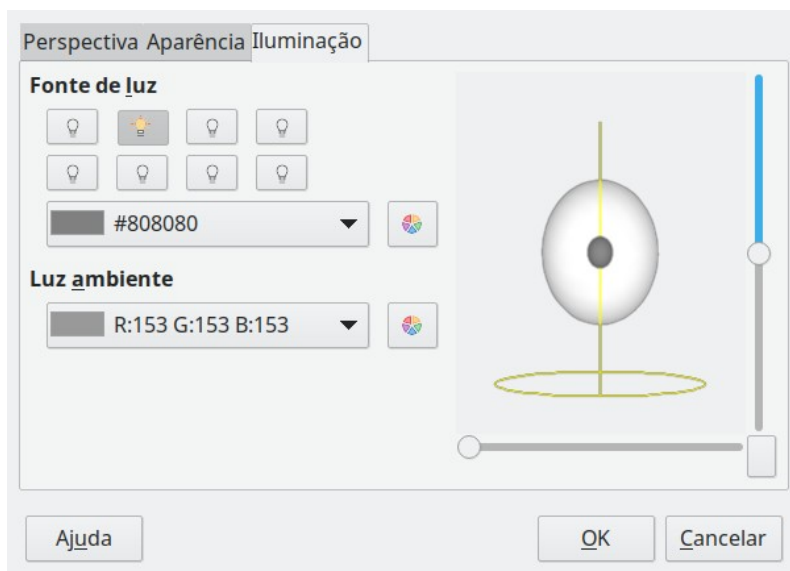 Perspectiva Aparência Iluminação
Fonte de luz
#808080
Luz ambiente
R:153 G:153 B:153
Ajuda
OK
Cancelar